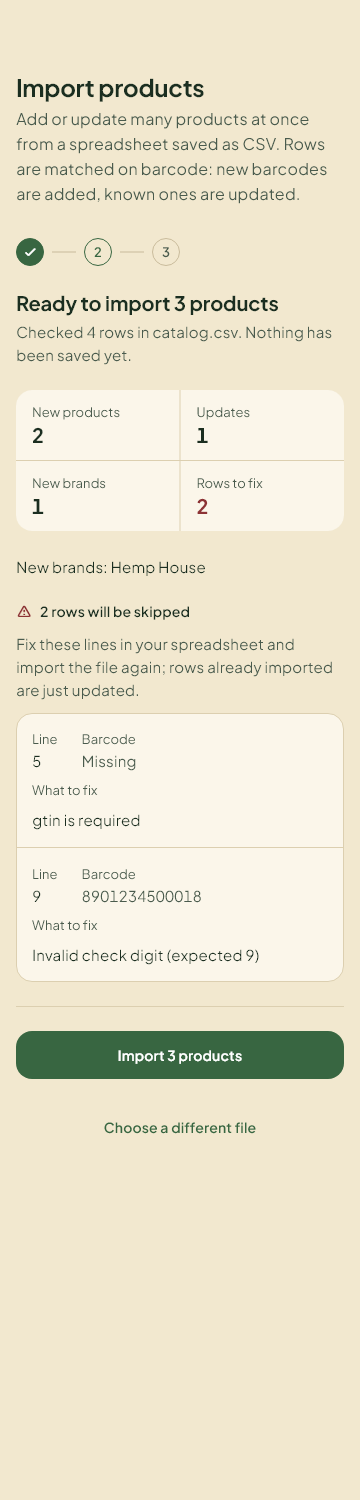 Import products
Add or update many products at once
from a spreadsheet saved as CSV. Rows
are matched on barcode: new barcodes
are added, known ones are updated.
2 3
Ready to import 3 products
Checked 4 rows in catalog.csv. Nothing has
been saved yet.
New products Updates
2 1
New brands Rows to fix
1 2
New brands: Hemp House
2 rows will be skipped
Fix these lines in your spreadsheet and
import the file again; rows already imported
are just updated.
Line Barcode
5 Missing
What to fix
gtin is required
Line Barcode
9 8901234500018
What to fix
Invalid check digit (expected 9)
Import 3 products
Choose a different file